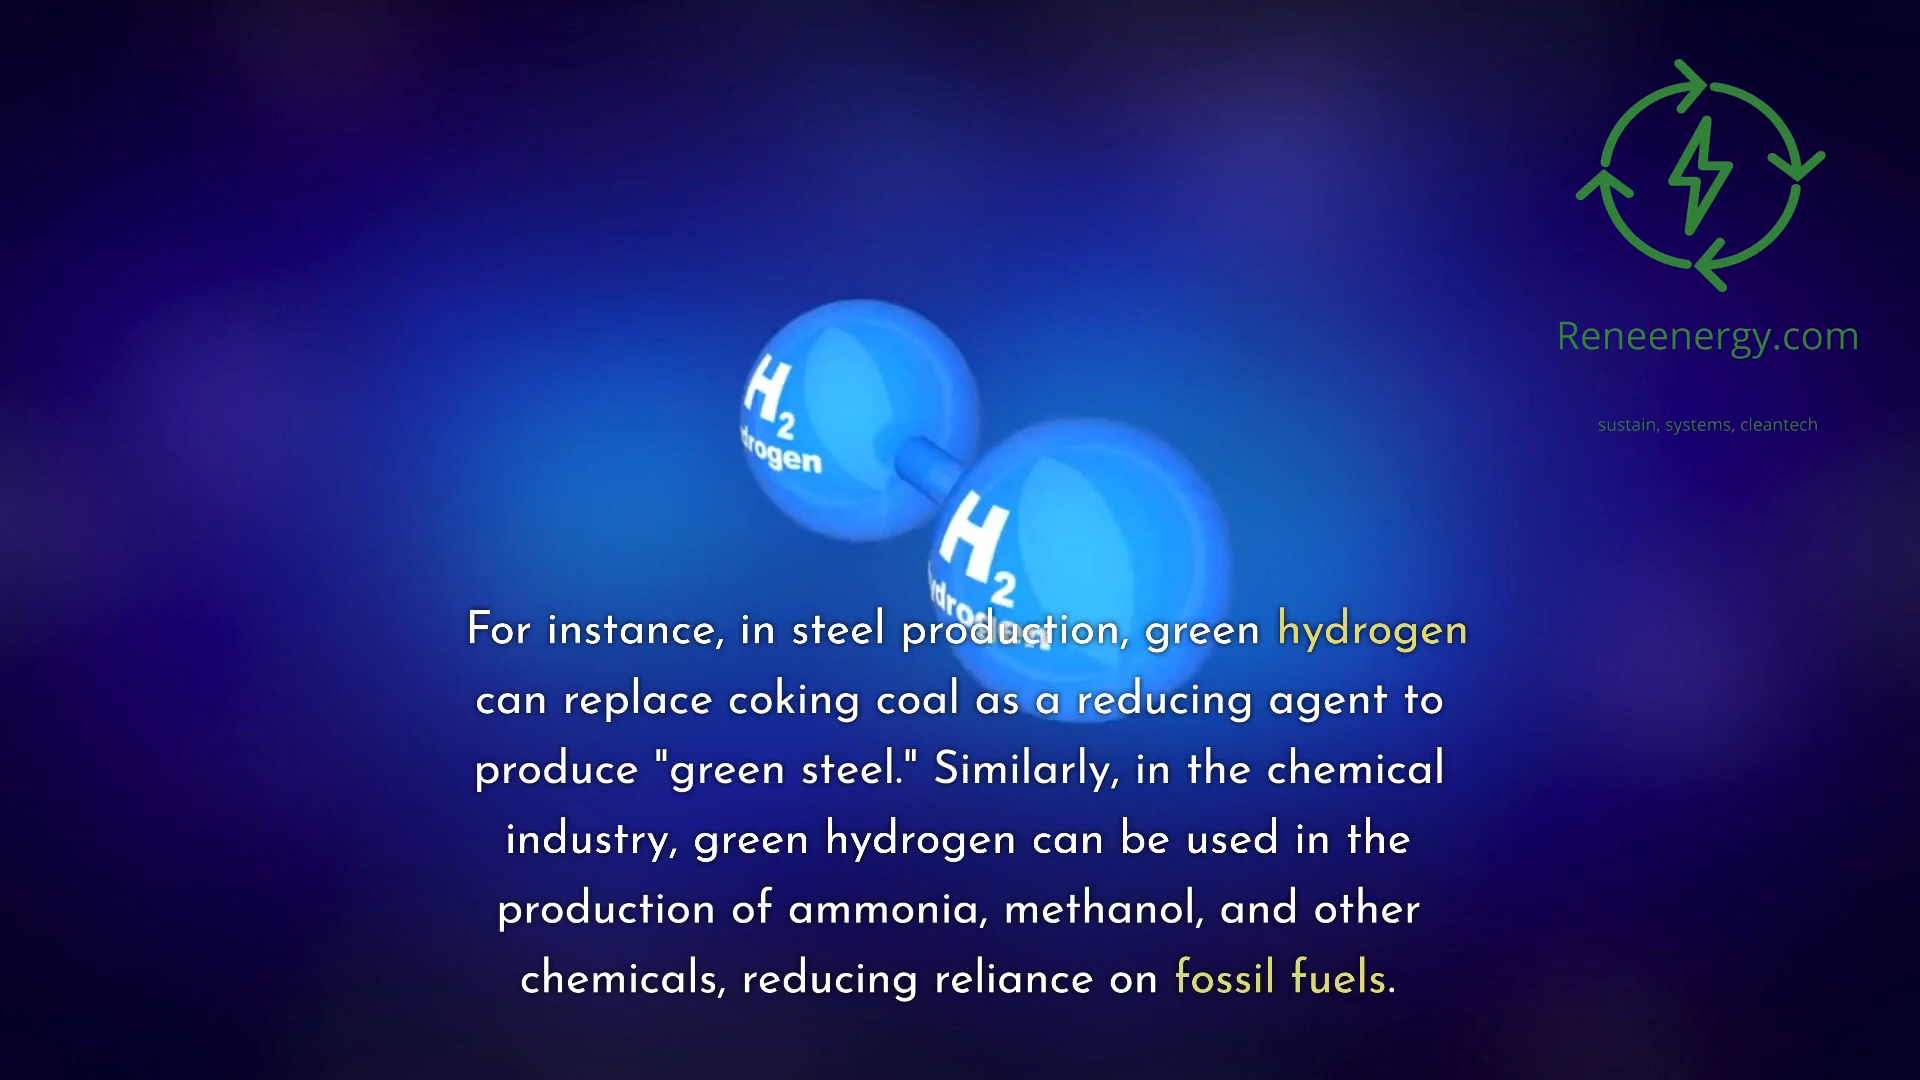 Reneenergy.com
sustain, systems, cleantech
H2
drogen
H2
ydrogen
For instance, in steel production, green hydrogen
can replace coking coal as a reducing agent to
produce "green steel." Similarly, in the chemical
industry, green hydrogen can be used in the
production of ammonia, methanol, and other
chemicals, reducing reliance on fossil fuels.